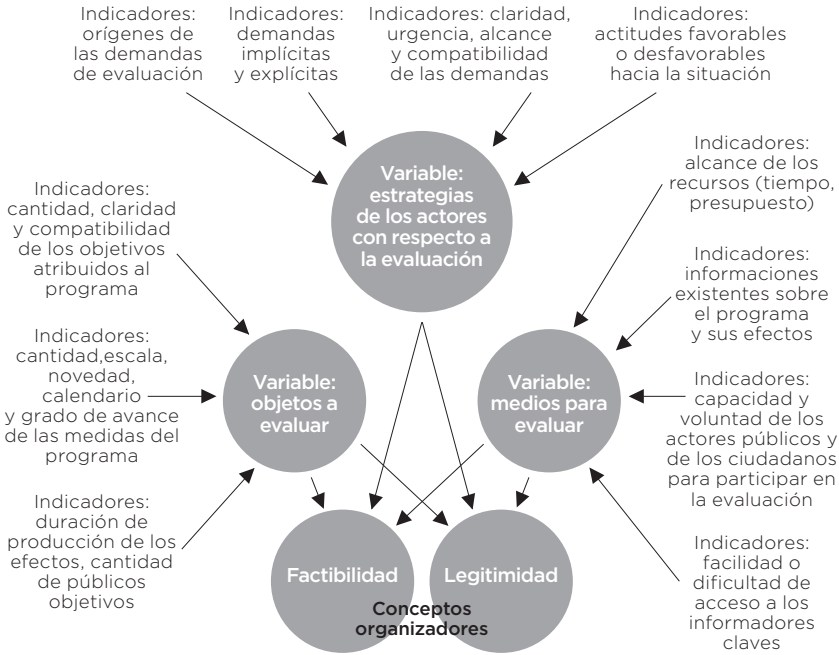 Indicadores:
orígenes de
las demandas
de evaluación
Indicadores:
demandas
implícitas
y explícitas
Indicadores: claridad,
urgencia, alcance
y compatibilidad
de las demandas
Indicadores:
actitudes favorables
o desfavorables
hacia la situación
Variable:
estrategias
de los actores
con respecto a
la evaluación
Indicadores:
cantidad, claridad
y compatibilidad
de los objetivos
atribuidos al
programa
Indicadores:
cantidad,escala,
novedad,
calendario
y grado de avance
de las medidas del
programa
Indicadores:
duración de
producción de los
efectos, cantidad
de públicos
objetivos
Variable:
objetos a
evaluar
Variable:
medios para
evaluar
Indicadores:
alcance de los
recursos (tiempo,
presupuesto)
Indicadores:
informaciones
existentes sobre
el programa
y sus efectos
Indicadores:
capacidad y
voluntad de los
actores públicos y
de los ciudadanos
para participar en
la evaluación
Indicadores:
facilidad o
dificultad de
acceso a los
informadores
claves
Factibilidad
Legitimidad
Conceptos
organizadores